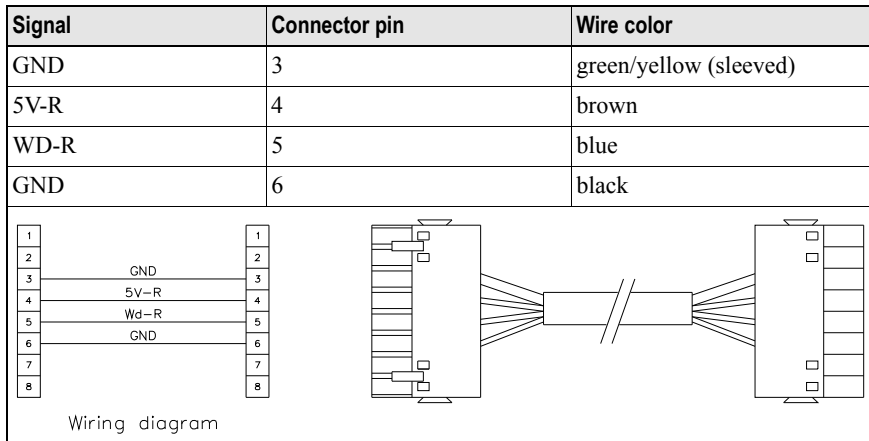 Signal Connector pin Wire color
GND 3 green/yellow (sleeved)
5V-R 4 brown
WD-R 5 blue
GND 6 black
1 1
2 2
GND
3 3
5V-R
4 4
Wd-R
5 5
GND
6 6
7 7
8 8
Wiring diagram